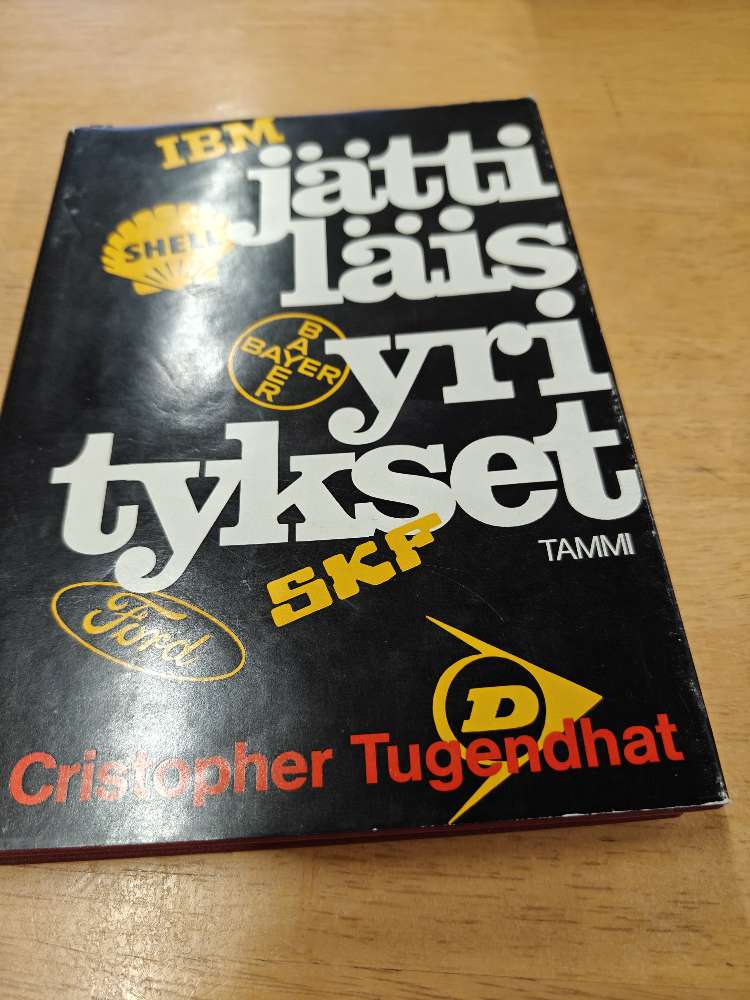 IBM
jätti
läis
SHELL
BAYER
BAYER
yri
tykset
TAMMI
SKF
Ford
D
Cristopher Tugendhat